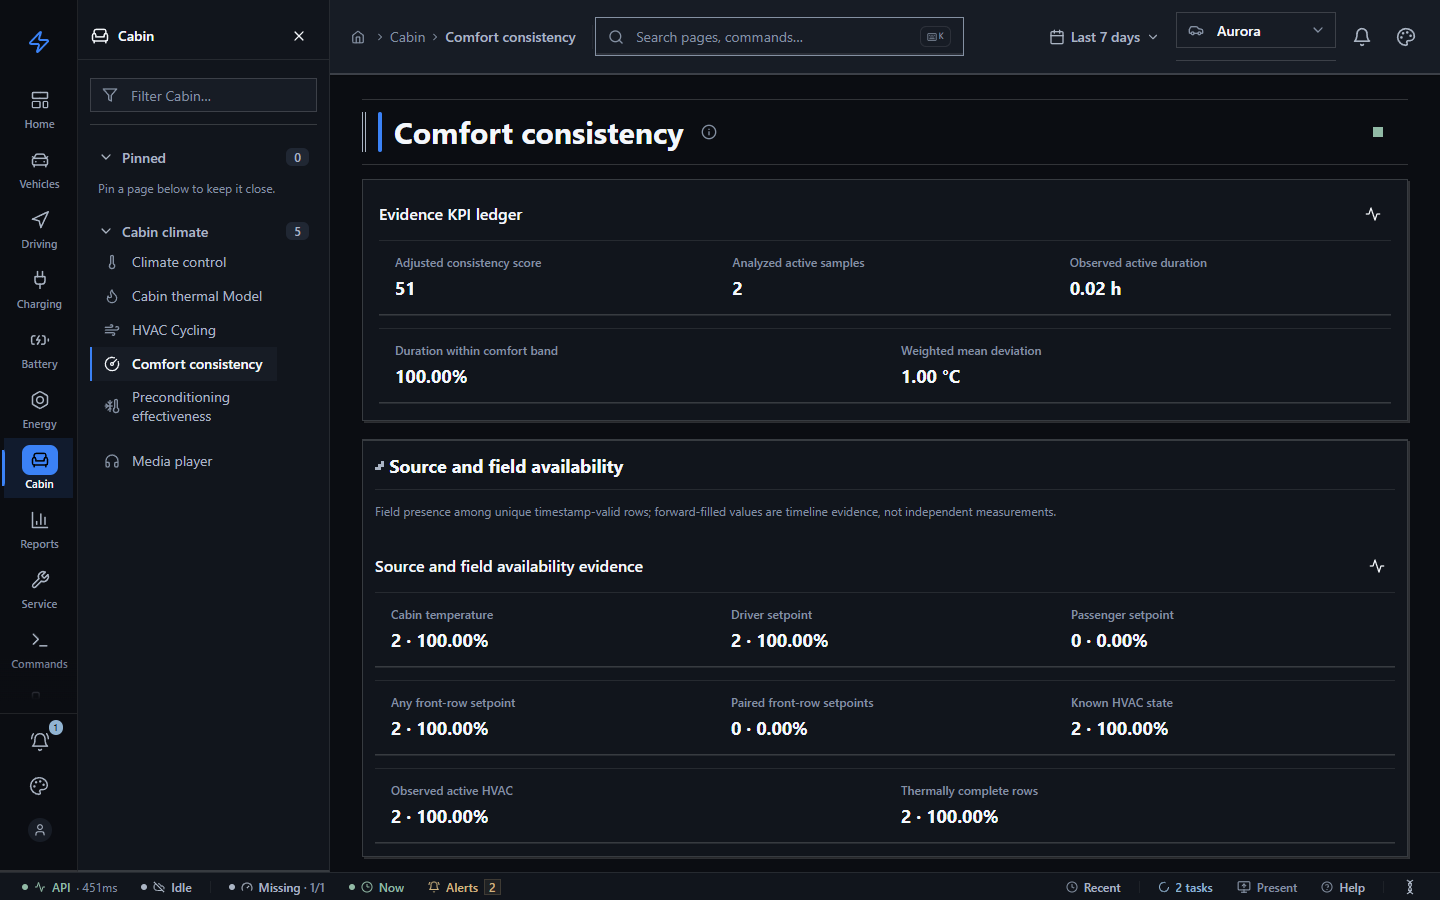 Home
Vehicles
Driving
Charging
Battery
Energy
Cabin
Reports
Service
Commands
1
Cabin
Filter Cabin...
Pinned 0
Pin a page below to keep it close.
Cabin climate 5
Climate control
Cabin thermal Model
HVAC Cycling
Comfort consistency
Preconditioning
effectiveness
Media player
Cabin Comfort consistency
Search pages, commands... K
Last 7 days
Aurora
Comfort consistency
Evidence KPI ledger
Adjusted consistency score Analyzed active samples Observed active duration
51 2 0.02 h
Duration within comfort band Weighted mean deviation
100.00% 1.00 °C
Source and field availability
Field presence among unique timestamp-valid rows; forward-filled values are timeline evidence, not independent measurements.
Source and field availability evidence
Cabin temperature Driver setpoint Passenger setpoint
2 · 100.00% 2 · 100.00% 0 · 0.00%
Any front-row setpoint Paired front-row setpoints Known HVAC state
2 · 100.00% 0 · 0.00% 2 · 100.00%
Observed active HVAC Thermally complete rows
2 · 100.00% 2 · 100.00%
API · 451ms Idle Missing · 1/1 Now Alerts 2 Recent 2 tasks Present Help